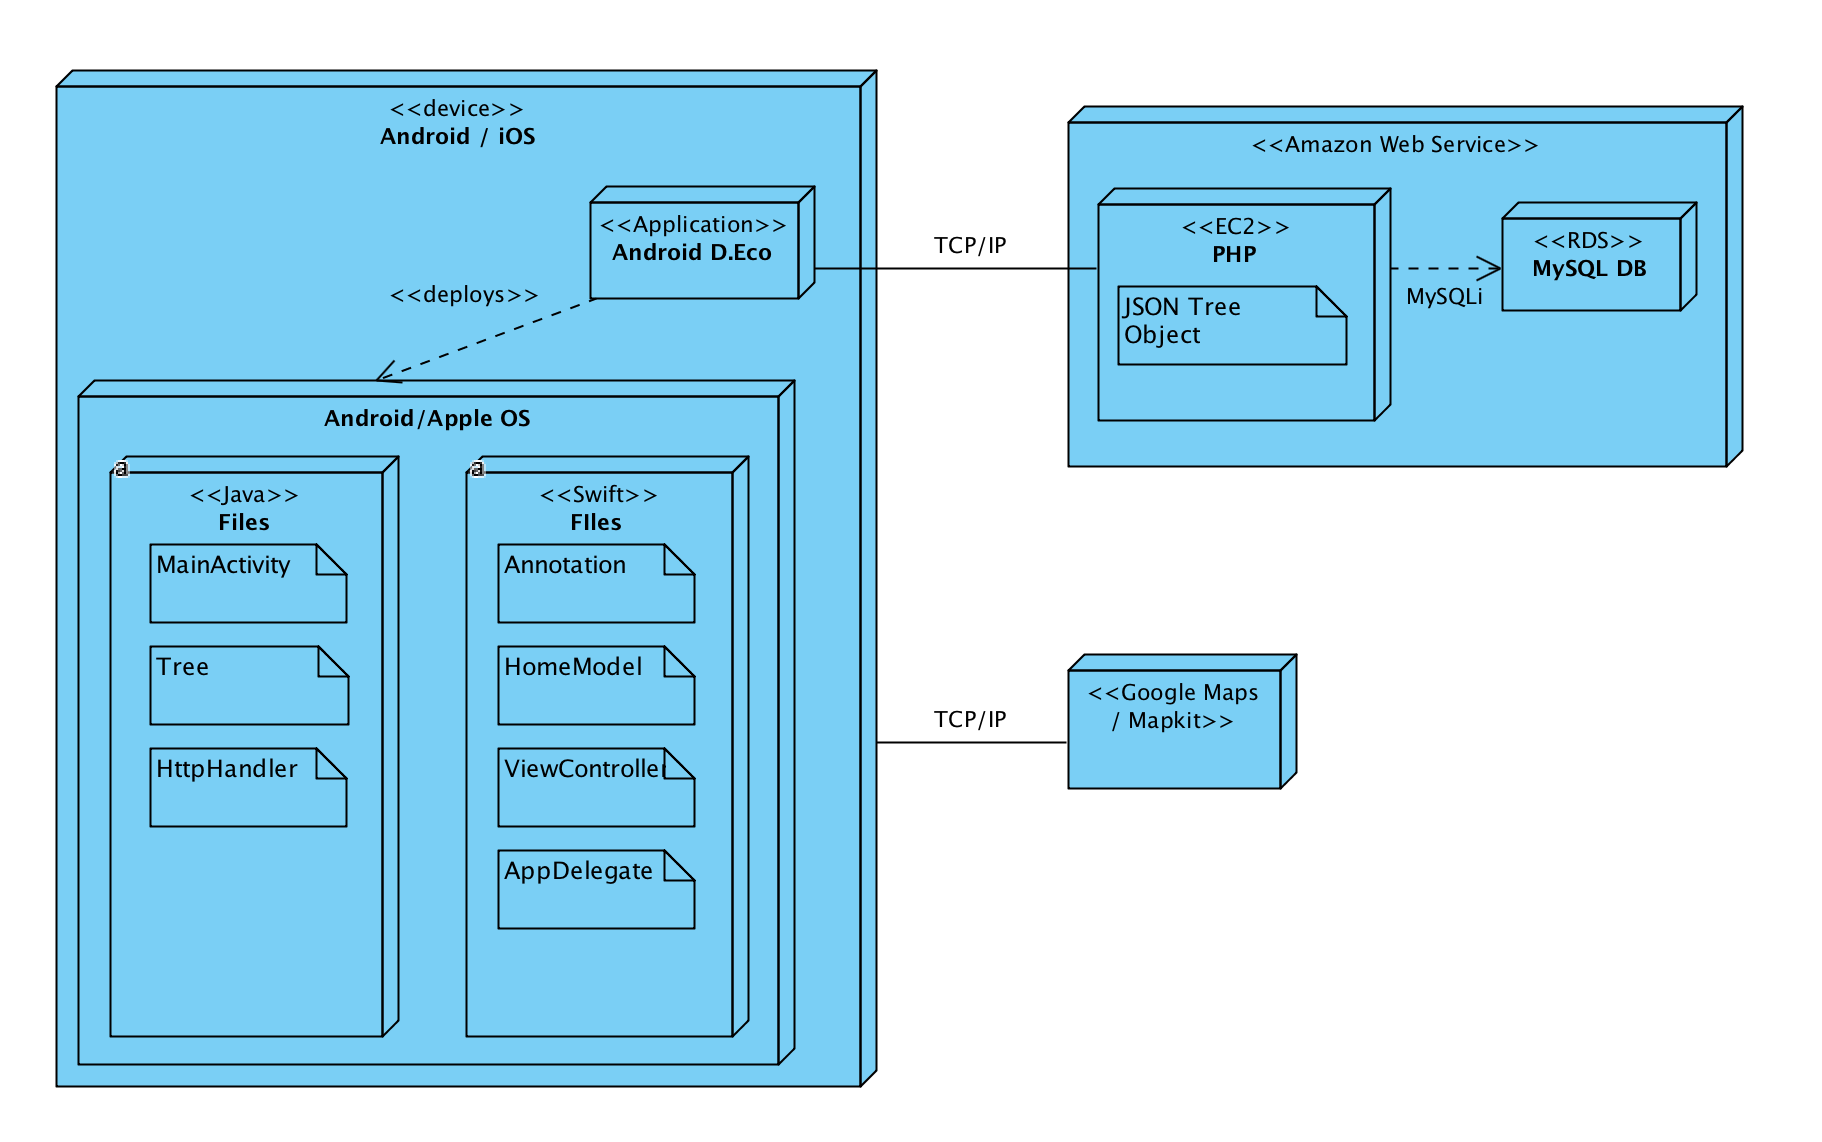 <<device>>
Android / iOS
<<Application>>
Android D.Eco
<<deploys>>
Android/Apple OS
a
<<Java>>
Files
MainActivity
Tree
HttpHandler
a
<<Swift>>
FIles
Annotation
HomeModel
ViewController
AppDelegate
TCP/IP
<<Amazon Web Service>>
<<EC2>>
PHP
JSON Tree
Object
MySQLi
<<RDS>>
MySQL DB
TCP/IP
<<Google Maps
/ Mapkit>>